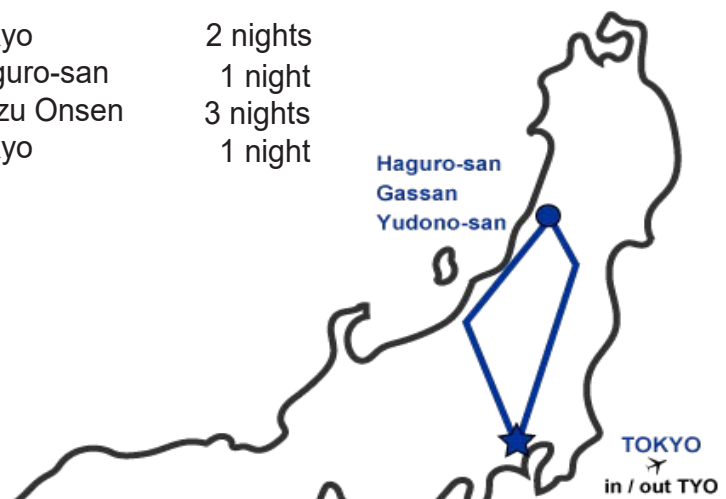 yo 2 nights
guro-san 1 night
zu Onsen 3 nights
yo 1 night
Haguro-san
Gassan
Yudono-san
TOKYO
in / out TYO